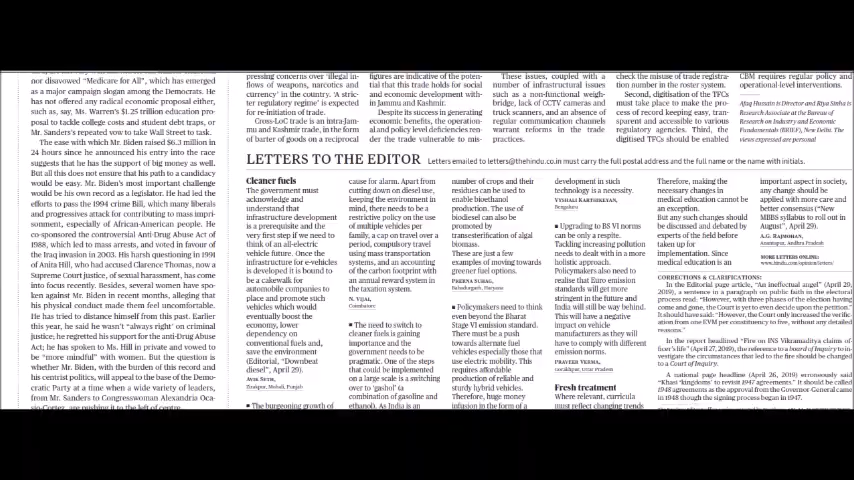 nor disavowed "Medicare for All", which has emerged
as a major campaign slogan among the Democrats. He
has not offered any radical economic proposal either,
such as, say, Ms. Warren's $1.25 trillion education pro-
posal to tackle college costs and student debt traps, or
Mr. Sanders's repeated vow to take Wall Street to task.
The ease with which Mr. Biden raised $6.3 million in
24 hours since he announced his entry into the race
suggests that he has the support of big money as well.
But all this does not ensure that his path to a candidacy
would be easy. Mr. Biden's most important challenge
would be his own record as a legislator. He had led the
efforts to pass the 1994 crime Bill, which many liberals
and progressives attack for contributing to mass impri-
sonment, especially of African-American people. He
co-sponsored the controversial Anti-Drug Abuse Act of
1988, which led to mass arrests, and voted in favour of
the Iraq invasion in 2003. His harsh questioning in 1991
of Anita Hill, who had accused Clarence Thomas, now a
Supreme Court justice, of sexual harassment, has come
into focus recently. Besides, several women have spo-
ken against Mr. Biden in recent months, alleging that
his physical conduct made them feel uncomfortable.
He has tried to distance himself from this past. Earlier
this year, he said he wasn't "always right" on criminal
justice; he regretted his support for the anti-Drug Abuse
Act; he has spoken to Ms. Hill in private and vowed to
be "more mindful" with women. But the question is
whether Mr. Biden, with the burden of this record and
his centrist politics, will appeal to the base of the Demo-
cratic Party at a time when a wide variety of leaders,
from Mr. Sanders to Congresswoman Alexandria Oca-
sio-Cortez, are pushing it to the left of centre.
pressing concerns over 'illegal in-
flows of weapons, narcotics and
currency' in the country. 'A stric-
ter regulatory regime' is expected
for re-initiation of trade.
Cross-LoC trade is an intra-Jam-
mu and Kashmir trade, in the form
of barter of goods on a reciprocal
figures are indicative of the poten-
tial that this trade holds for social
and economic development with-
in Jammu and Kashmir.
Despite its success in generating
economic benefits, the operation-
al and policy level deficiencies ren-
der the trade vulnerable to mis-
These issues, coupled with a
number of infrastructural issues
such as a non-functional weigh-
bridge, lack of CCTV cameras and
truck scanners, and an absence of
regular communication channels
warrant reforms in the trade
practices.
check the misuse of trade registra-
tion number in the roster system.
Second, digitisation of the TFCs
must take place to make the pro-
cess of record keeping easy, tran-
sparent and accessible to various
regulatory agencies. Third, the
digitised TFCs should be enabled
CBM requires regular policy and
operational-level interventions.
Afaq Hussain is Director and Riya Sinha is
Research Associate at the Bureau of
Research on Industry and Economic
Fundamentals (BRIEF), New Delhi. The
views expressed are personal
LETTERS TO THE EDITOR Letters emailed to letters@thehindu.co.in must carry the full postal address and the full name or the name with initials.
Cleaner fuels
The government must
acknowledge and
understand that
infrastructure development
is a prerequisite and the
very first step if we need to
think of an all-electric
vehicle future. Once the
infrastructure for e-vehicles
is developed it is bound to
be a cakewalk for
automobile companies to
place and promote such
vehicles which would
eventually boost the
economy, lower
dependency on
conventional fuels and,
save the environment
(Editorial, "Downbeat
diesel", April 29).
■ The burgeoning growth of
cause for alarm. Apart from
cutting down on diesel use,
keeping the environment in
mind, there needs to be a
restrictive policy on the use
of multiple vehicles per
family, a cap on travel over a
period, compulsory travel
using mass transportation
systems, and an accounting
of the carbon footprint with
an annual reward system in
the taxation system.
N. VIJAI,
Coimbatore
■ The need to switch to
cleaner fuels is gaining
importance and the
government needs to be
pragmatic. One of the steps
that could be implemented
on a large scale is a switching
over to 'gashol' (a
combination of gasoline and
ethanol). As India is an
number of crops and their
residues can be used to
enable bioethanol
production. The use of
biodiesel can also be
promoted by
transesterification of algal
biomass.
These are just a few
examples of moving towards
greener fuel options.
PARENA SUHAG,
Bahadurgarh, Haryana
■ Policymakers need to think
even beyond the Bharat
Stage VI emission standard.
There must be a push
towards alternate fuel
vehicles especially those that
use electric mobility. This
requires affordable
production of reliable and
sturdy hybrid vehicles.
Therefore, huge money
infusion in the form of a
development in such
technology is a necessity.
VYSHALI KARTHIKEYAN,
Bengaluru
■ Upgrading to BS VI norms
can be only a respite.
Tackling increasing pollution
needs to dealt with in a more
holistic approach.
Policymakers also need to
realise that Euro emission
standards will get more
stringent in the future and
India will still be way behind.
This will have a negative
impact on vehicle
manufacturers as they will
have to comply with different
emission norms.
PRAVEEN VERMA,
Gorakhpur, Uttar Pradesh
Fresh treatment
Where relevant, curricula
must reflect changing trends
Therefore, making the
necessary changes in
medical education cannot be
an exception.
But any such changes should
be discussed and debated by
experts of the field before
taken up for
implementation. Since
medical education is an
important aspect in society,
any change should be
applied with more care and
better consensus ("New
MBBS syllabus to roll out in
August", April 29).
A.G. RAJMOHAN,
Anantapur, Andhra Pradesh
MORE LETTERS ONLINE:
www.hindu.com/opinion/letters/
CORRECTIONS & CLARIFICATIONS:
In the Editorial page article, "An ineffectual angel" (April 29,
2019), a sentence in a paragraph on public faith in the electoral
process read: "However, with three phases of the election having
come and gone, the Court is yet to even decide upon the petition."
It should have said: "However, the Court only increased the verific-
ation from one EVM per constituency to five, without any detailed
reasons."
In the report headlined "Fire on INS Vikramaditya claims of-
ficer's life" (April 27, 2019), the reference to a board of Inquiry to in-
vestigate the circumstances that led to the fire should be changed
to a Court of Inquiry.
A national page headline (April 26, 2019) erroneously said
"Khasi 'kingdoms' to revisit 1947 agreements." It should be called
1948 agreements as the approval from the Governor General came
in 1948 though the signing process began in 1947.